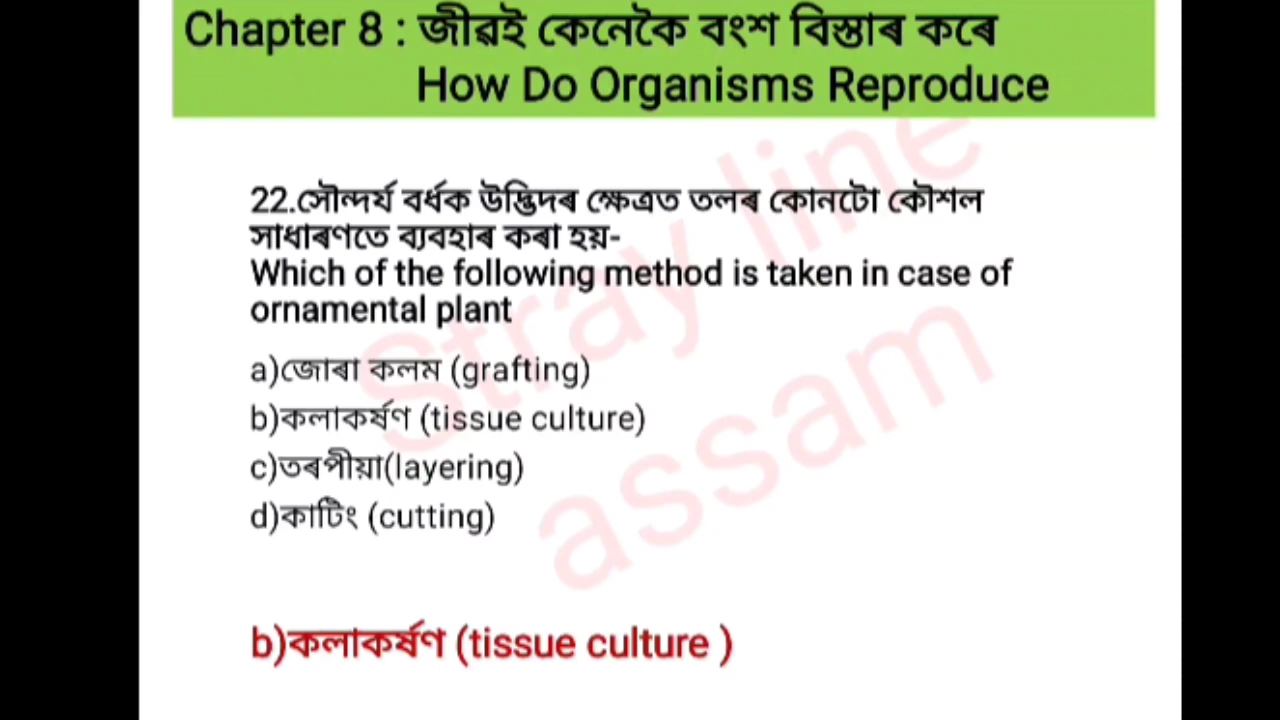 Chapter 8 : জীৱই কেনেকৈ বংশ বিস্তাৰ কৰে
How Do Organisms Reproduce
22.সৌন্দৰ্য বৰ্ধক উদ্ভিদৰ ক্ষেত্ৰত তলৰ কোনটো কৌশল
সাধাৰণতে ব্যবহাৰ কৰা হয়-
Which of the following method is taken in case of
ornamental plant
a)জোৰা কলম (grafting)
b)কলাকৰ্ষণ (tissue culture)
c)তৰপীয়া(layering)
d)কাটিং (cutting)
b)কলাকৰ্ষণ (tissue culture )
Stray line
assam